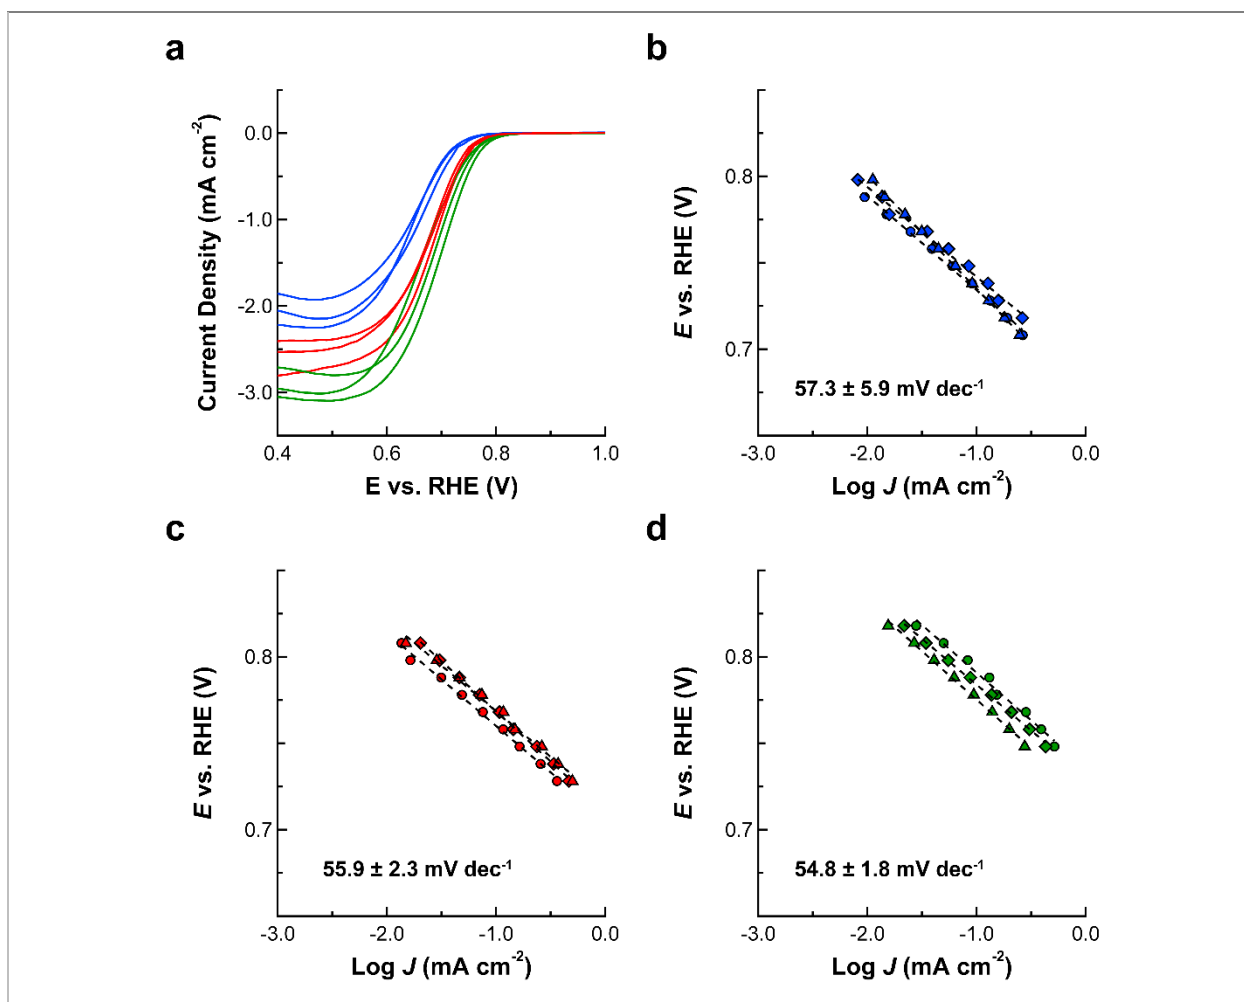 a
Current Density (mA cm-2)
0.0
-1.0
-2.0
-3.0
0.4
0.6
0.8
1.0
E vs. RHE (V)
b
E vs. RHE (V)
0.8
0.7
57.3 ± 5.9 mV dec-1
-3.0
-2.0
-1.0
0.0
Log J (mA cm-2)
c
E vs. RHE (V)
0.8
0.7
55.9 ± 2.3 mV dec-1
-3.0
-2.0
-1.0
0.0
Log J (mA cm-2)
d
E vs. RHE (V)
0.8
0.7
54.8 ± 1.8 mV dec-1
-3.0
-2.0
-1.0
0.0
Log J (mA cm-2)